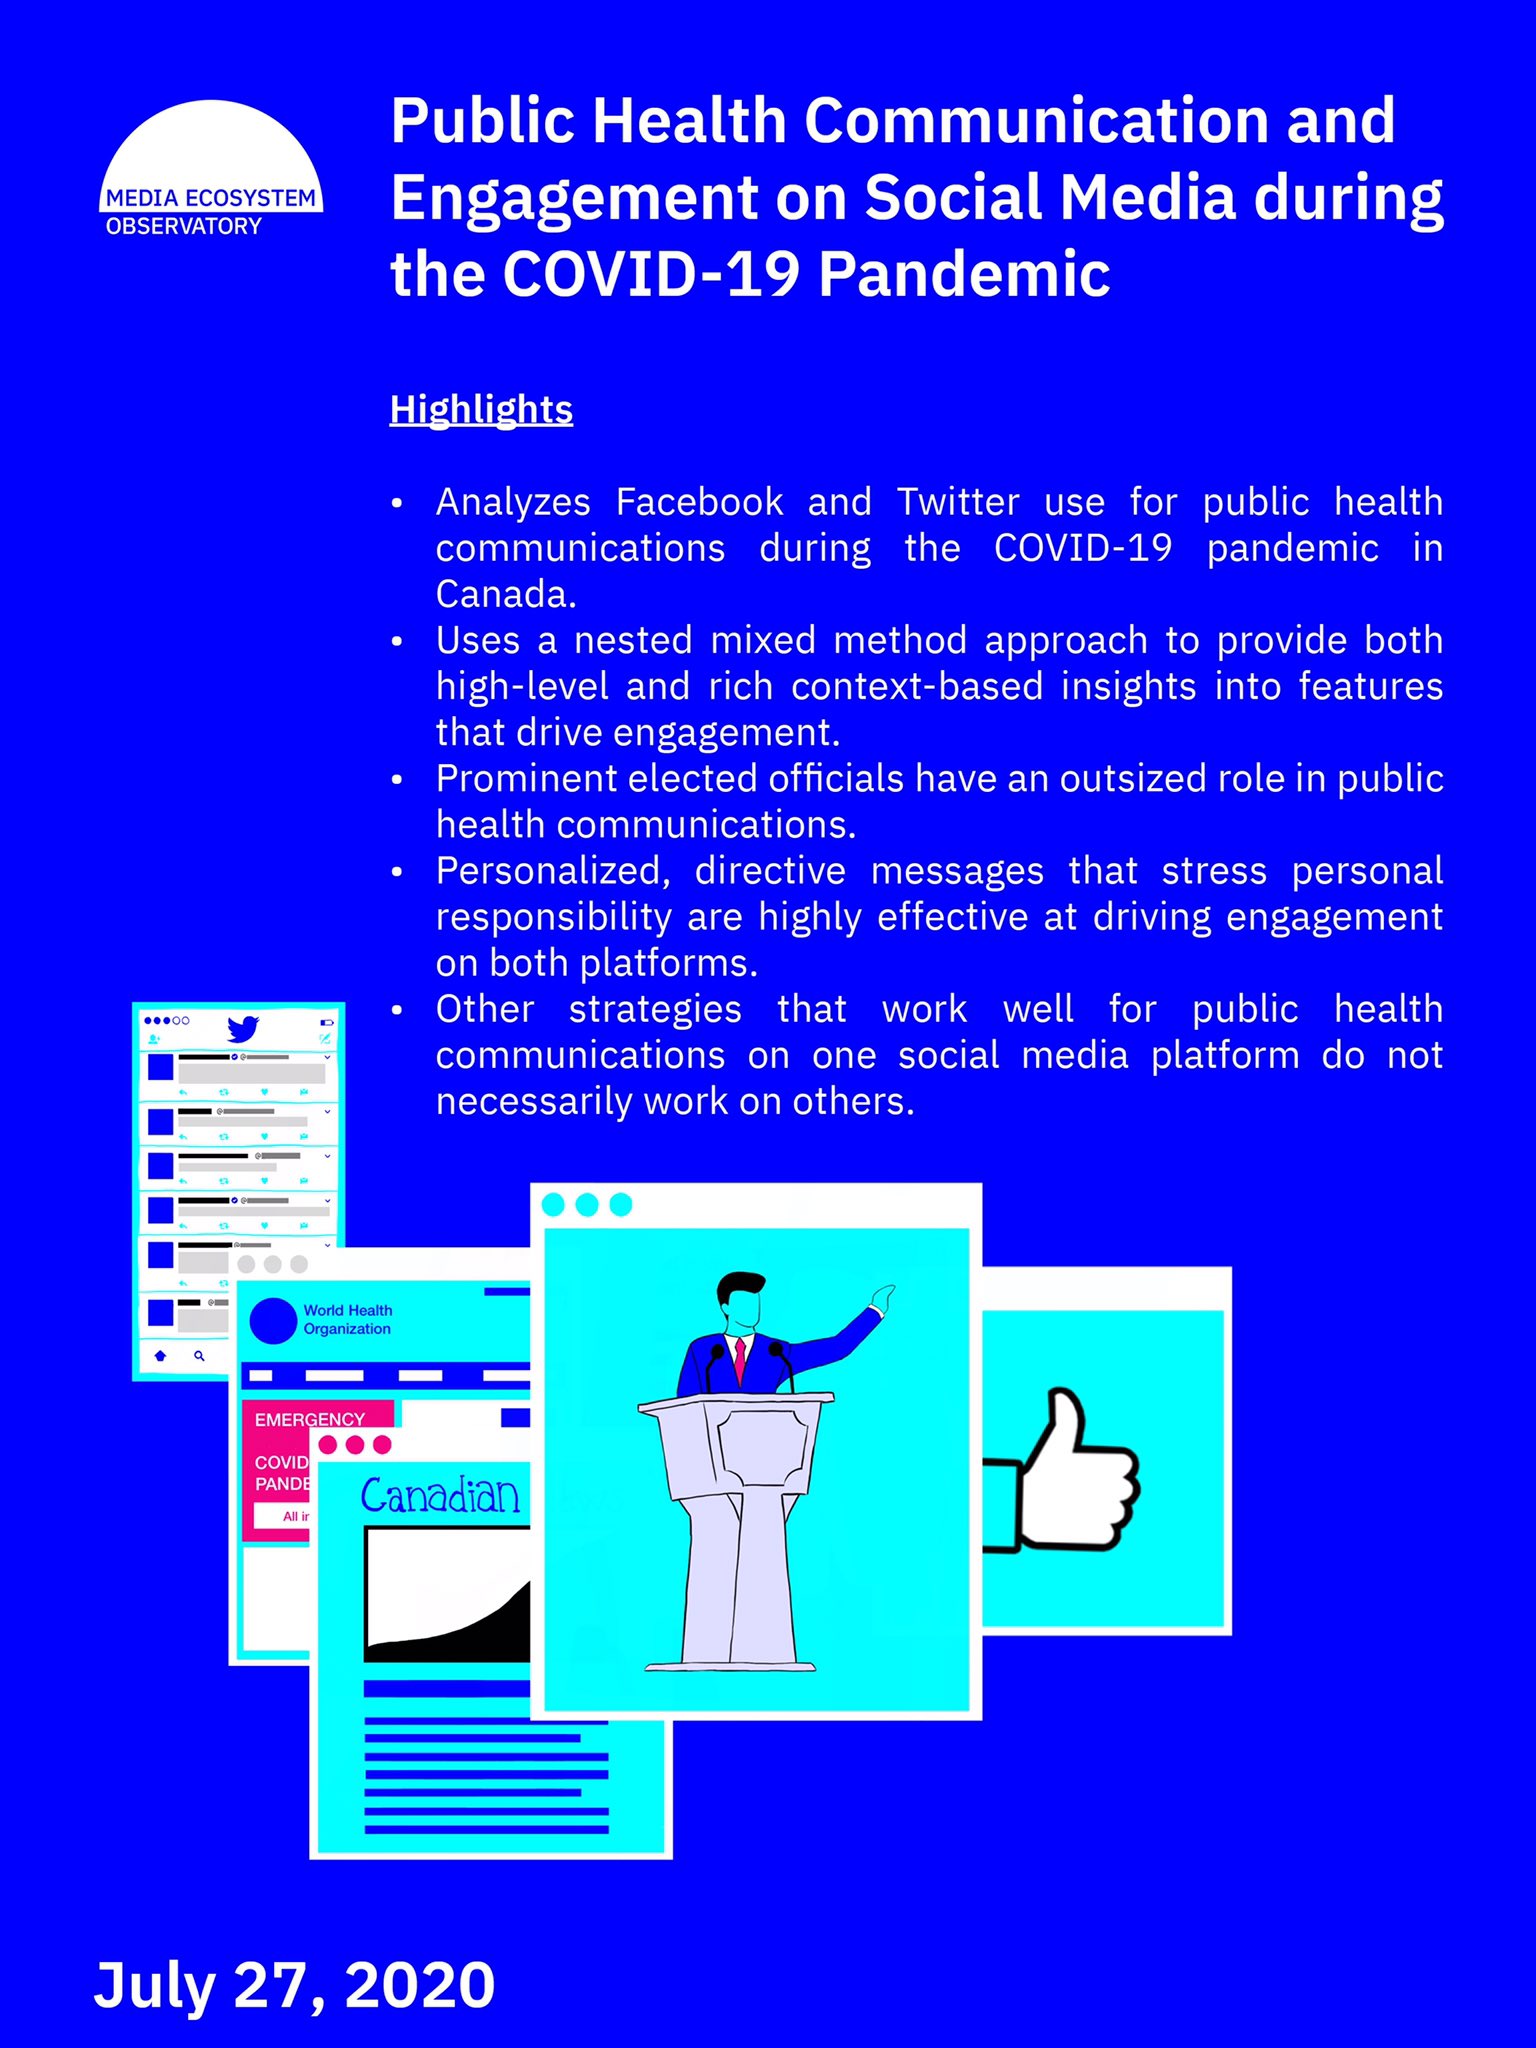 MEDIA ECOSYSTEM
OBSERVATORY
Public Health Communication and
Engagement on Social Media during
the COVID-19 Pandemic
Highlights
• Analyzes Facebook and Twitter use for public health
communications during the COVID-19 pandemic in
Canada.
• Uses a nested mixed method approach to provide both
high-level and rich context-based insights into features
that drive engagement.
• Prominent elected officials have an outsized role in public
health communications.
• Personalized, directive messages that stress personal
responsibility are highly effective at driving engagement
on both platforms.
• Other strategies that work well for public health
communications on one social media platform do not
necessarily work on others.
@
@
@
@
@
@
World Health
Organization
EMERGENCY
COVID
PANDE
All in
Canadian
July 27, 2020